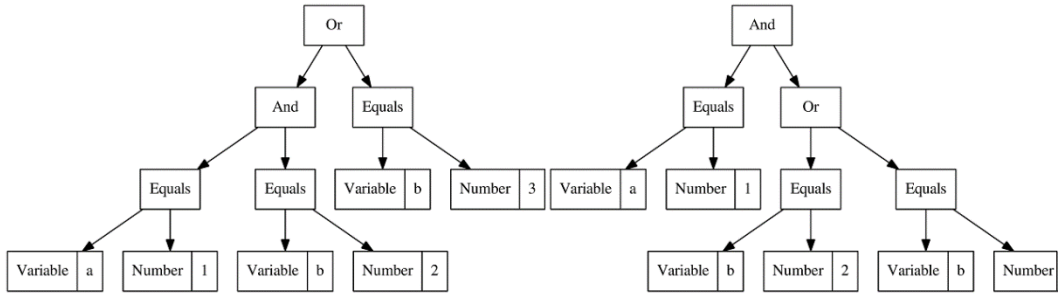 Or
And
And
Equals
Equals
Or
Equals
Equals
Variable b
Number 3
Variable a
Number 1
Equals
Equals
Variable a
Number 1
Variable b
Number 2
Variable b
Number 2
Variable b
Number